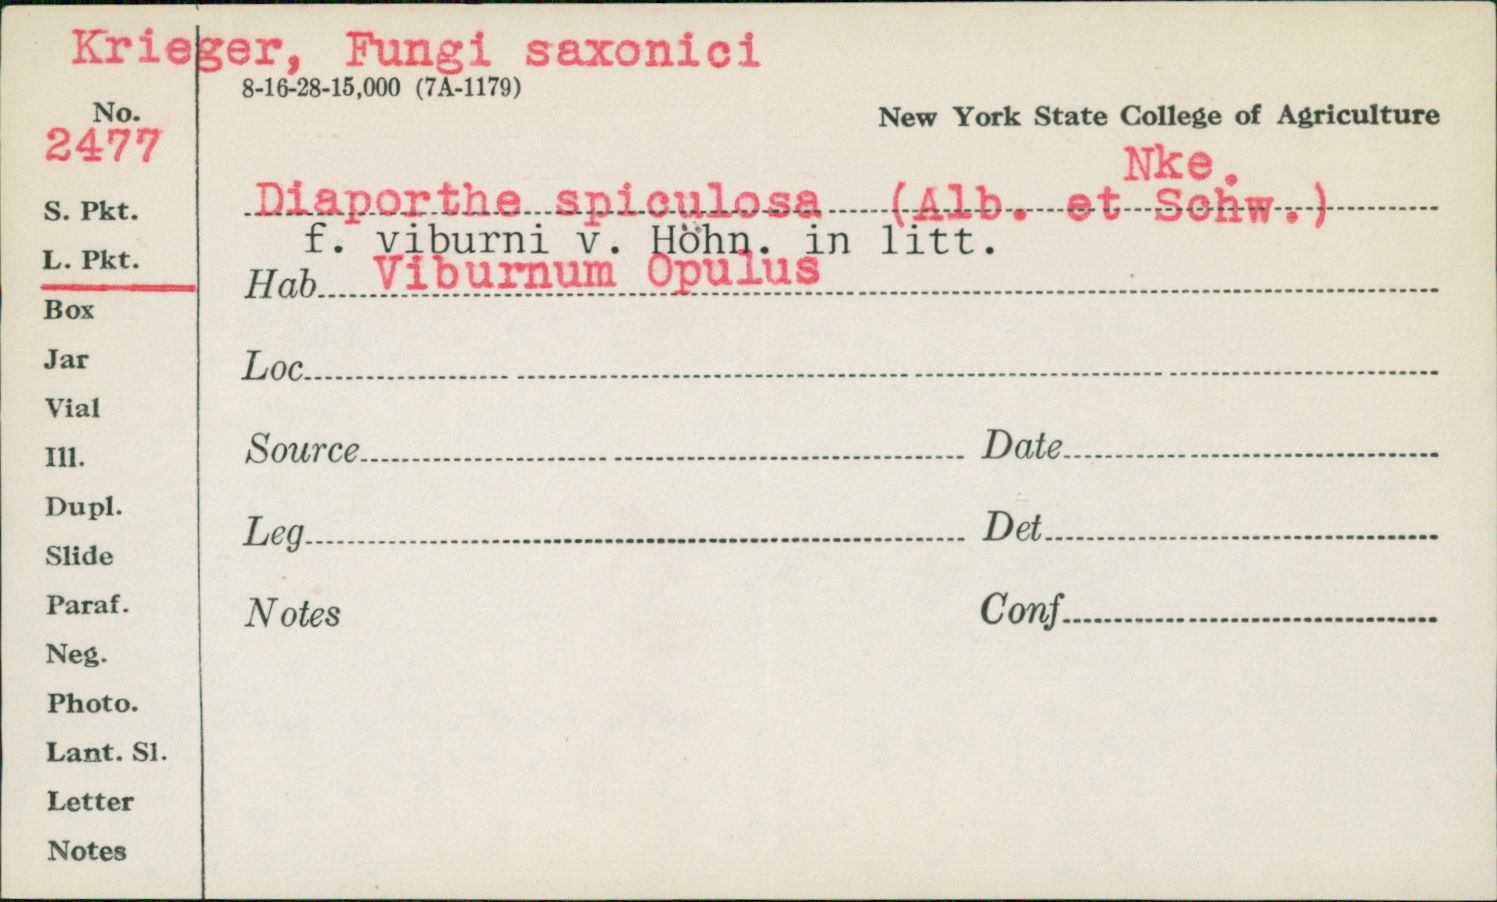 Krieger, Fungi saxonici
8-16-28-15,000 (7A-1179)
No.
2477
New York State College of Agriculture
Nke.
Diaporthe spiculosa (Alb. et Schw.)
f. viburni v. Höhn. in litt.
Hab. Viburnum Opulus
Loc.
Source
Date
Leg.
Det.
Notes
Conf.
S. Pkt.
L. Pkt.
Box
Jar
Vial
Ill.
Dupl.
Slide
Paraf.
Neg.
Photo.
Lant. Sl.
Letter
Notes